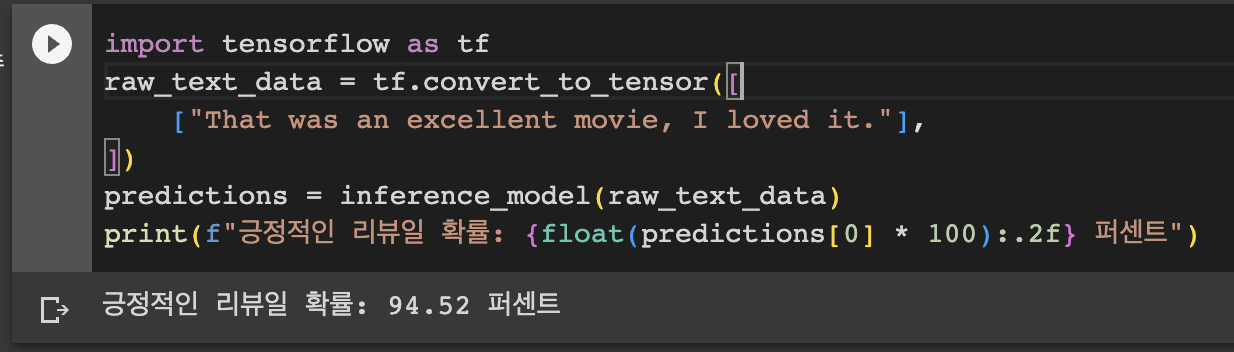 import tensorflow as tf
raw_text_data = tf.convert_to_tensor([
    ["That was an excellent movie, I loved it."],
])
predictions = inference_model(raw_text_data)
print(f"긍정적인 리뷰일 확률: {float(predictions[0] * 100):.2f} 퍼센트")
긍정적인 리뷰일 확률: 94.52 퍼센트